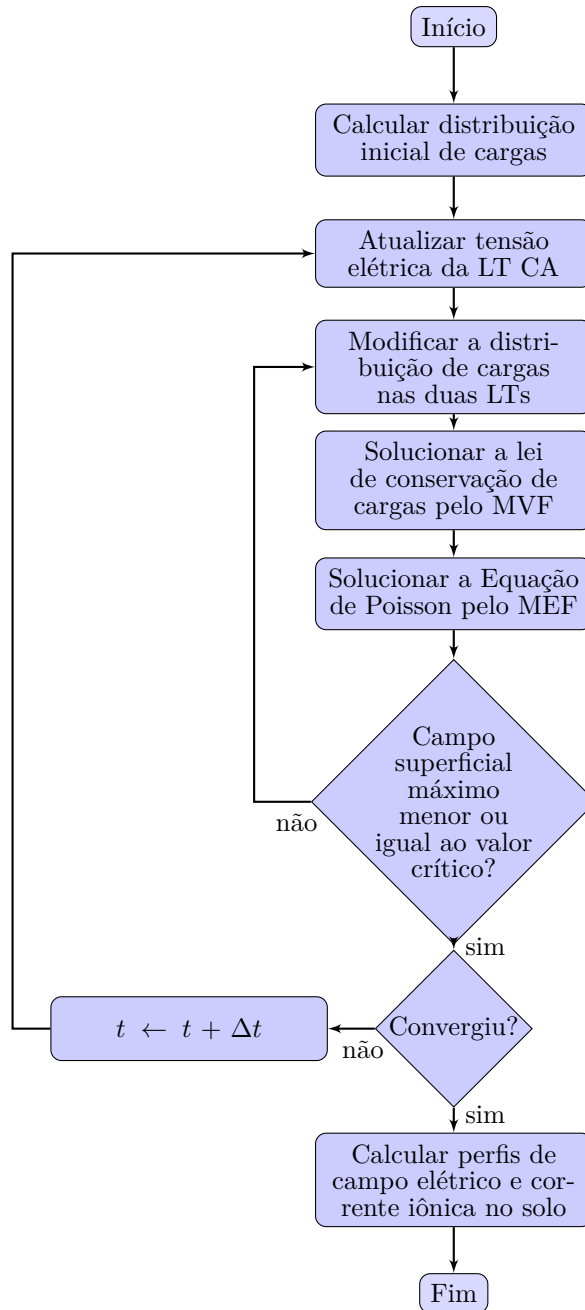 Início
Calcular distribuição
inicial de cargas
Atualizar tensão
elétrica da LT CA
Modificar a distri-
buição de cargas
nas duas LTs
Solucionar a lei
de conservação de
cargas pelo MVF
Solucionar a Equação
de Poisson pelo MEF
Campo
superficial
máximo
menor ou
igual ao valor
crítico?
não
sim
Convergiu?
não
t ← t + Δt
sim
Calcular perfis de
campo elétrico e cor-
rente iônica no solo
Fim